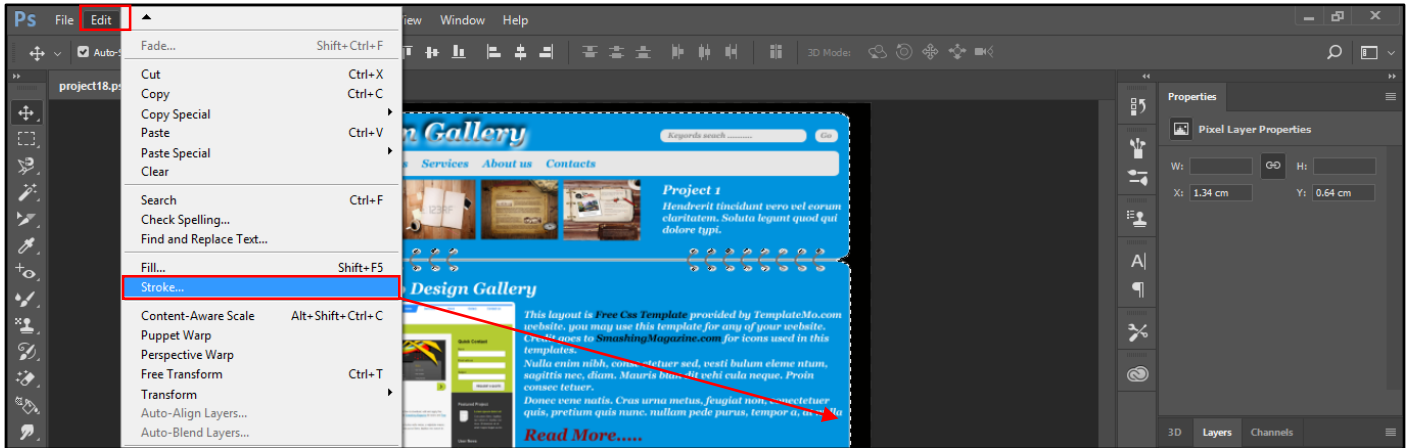 Ps File Edit iew Window Help
Auto-S 3D Mode:
project18.ps
Fade... Shift+Ctrl+F
Cut Ctrl+X
Copy Ctrl+C
Copy Special
Paste Ctrl+V
Paste Special
Clear
Search Ctrl+F
Check Spelling...
Find and Replace Text...
Fill... Shift+F5
Stroke...
Content-Aware Scale Alt+Shift+Ctrl+C
Puppet Warp
Perspective Warp
Free Transform Ctrl+T
Transform
Auto-Align Layers...
Auto-Blend Layers...
n Gallery
Keyords seach ..........
Go
s Services About us Contacts
123RF
Project 1
Hendrerit tincidunt vero vel eorum
claritatem. Soluta legunt quod qui
dolore typi.
Design Gallery
This layout is Free Css Template provided by TemplateMo.com
website. you may use this template for any of your website.
Credit goes to SmashingMagazine.com for icons used in this
templates.
Nulla enim nibh, consectetuer sed, vesti bulum eleme ntum,
sagittis nec, diam. Mauris blandit vehi cula neque. Proin
consec tetuer.
Donec vene natis. Cras urna metus, feugiat non, consectetuer
quis, pretium quis nunc. nullam pede purus, tempor a,
Read More.....
Quick Contact
Properties
Pixel Layer Properties
W: H:
X: 1.34 cm Y: 0.64 cm
3D Layers Channels